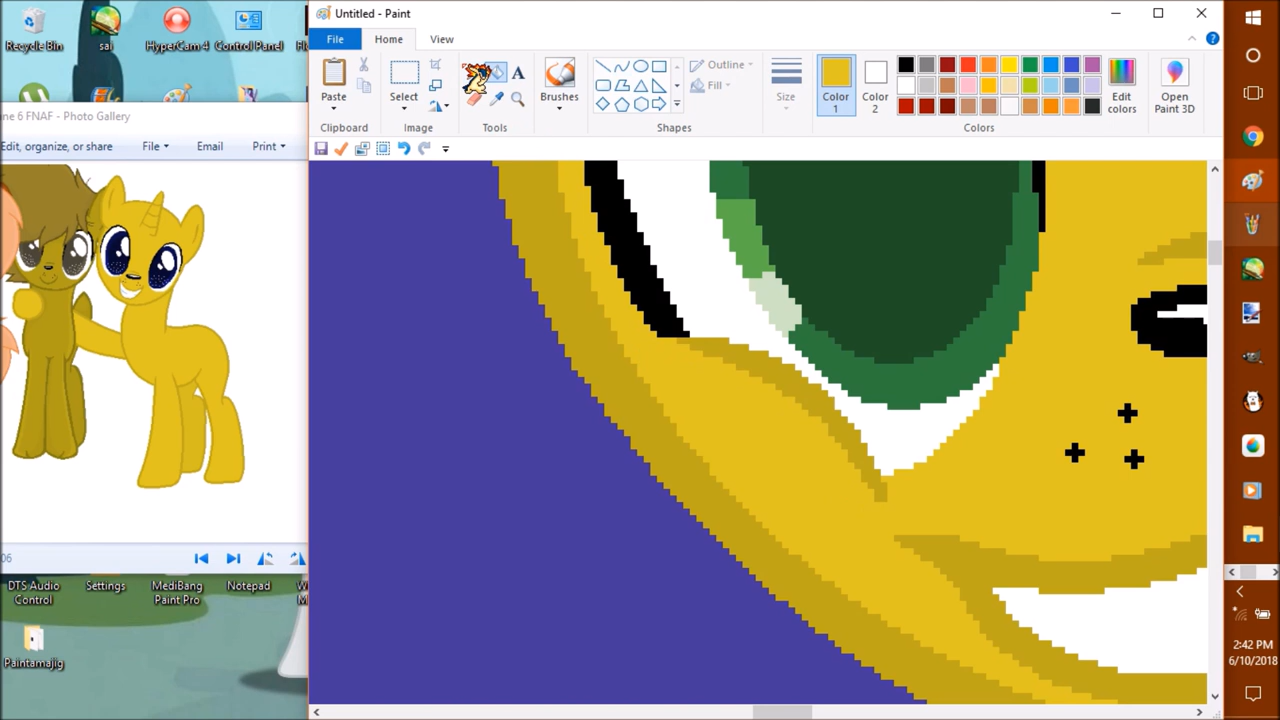 Recycle Bin
sai
HyperCam 4
Control Panel
ane 6 FNAF - Photo Gallery
Edit, organize, or share
File
Email
Print
06
DTS Audio
Control
Settings
MediBang
Paint Pro
Notepad
Paintamajig
Untitled - Paint
File
Home
View
Paste
Select
Brushes
Outline
Fill
Size
Color
1
Color
2
Edit
colors
Open
Paint 3D
Clipboard
Image
Tools
Shapes
Colors
2:42 PM
6/10/2018